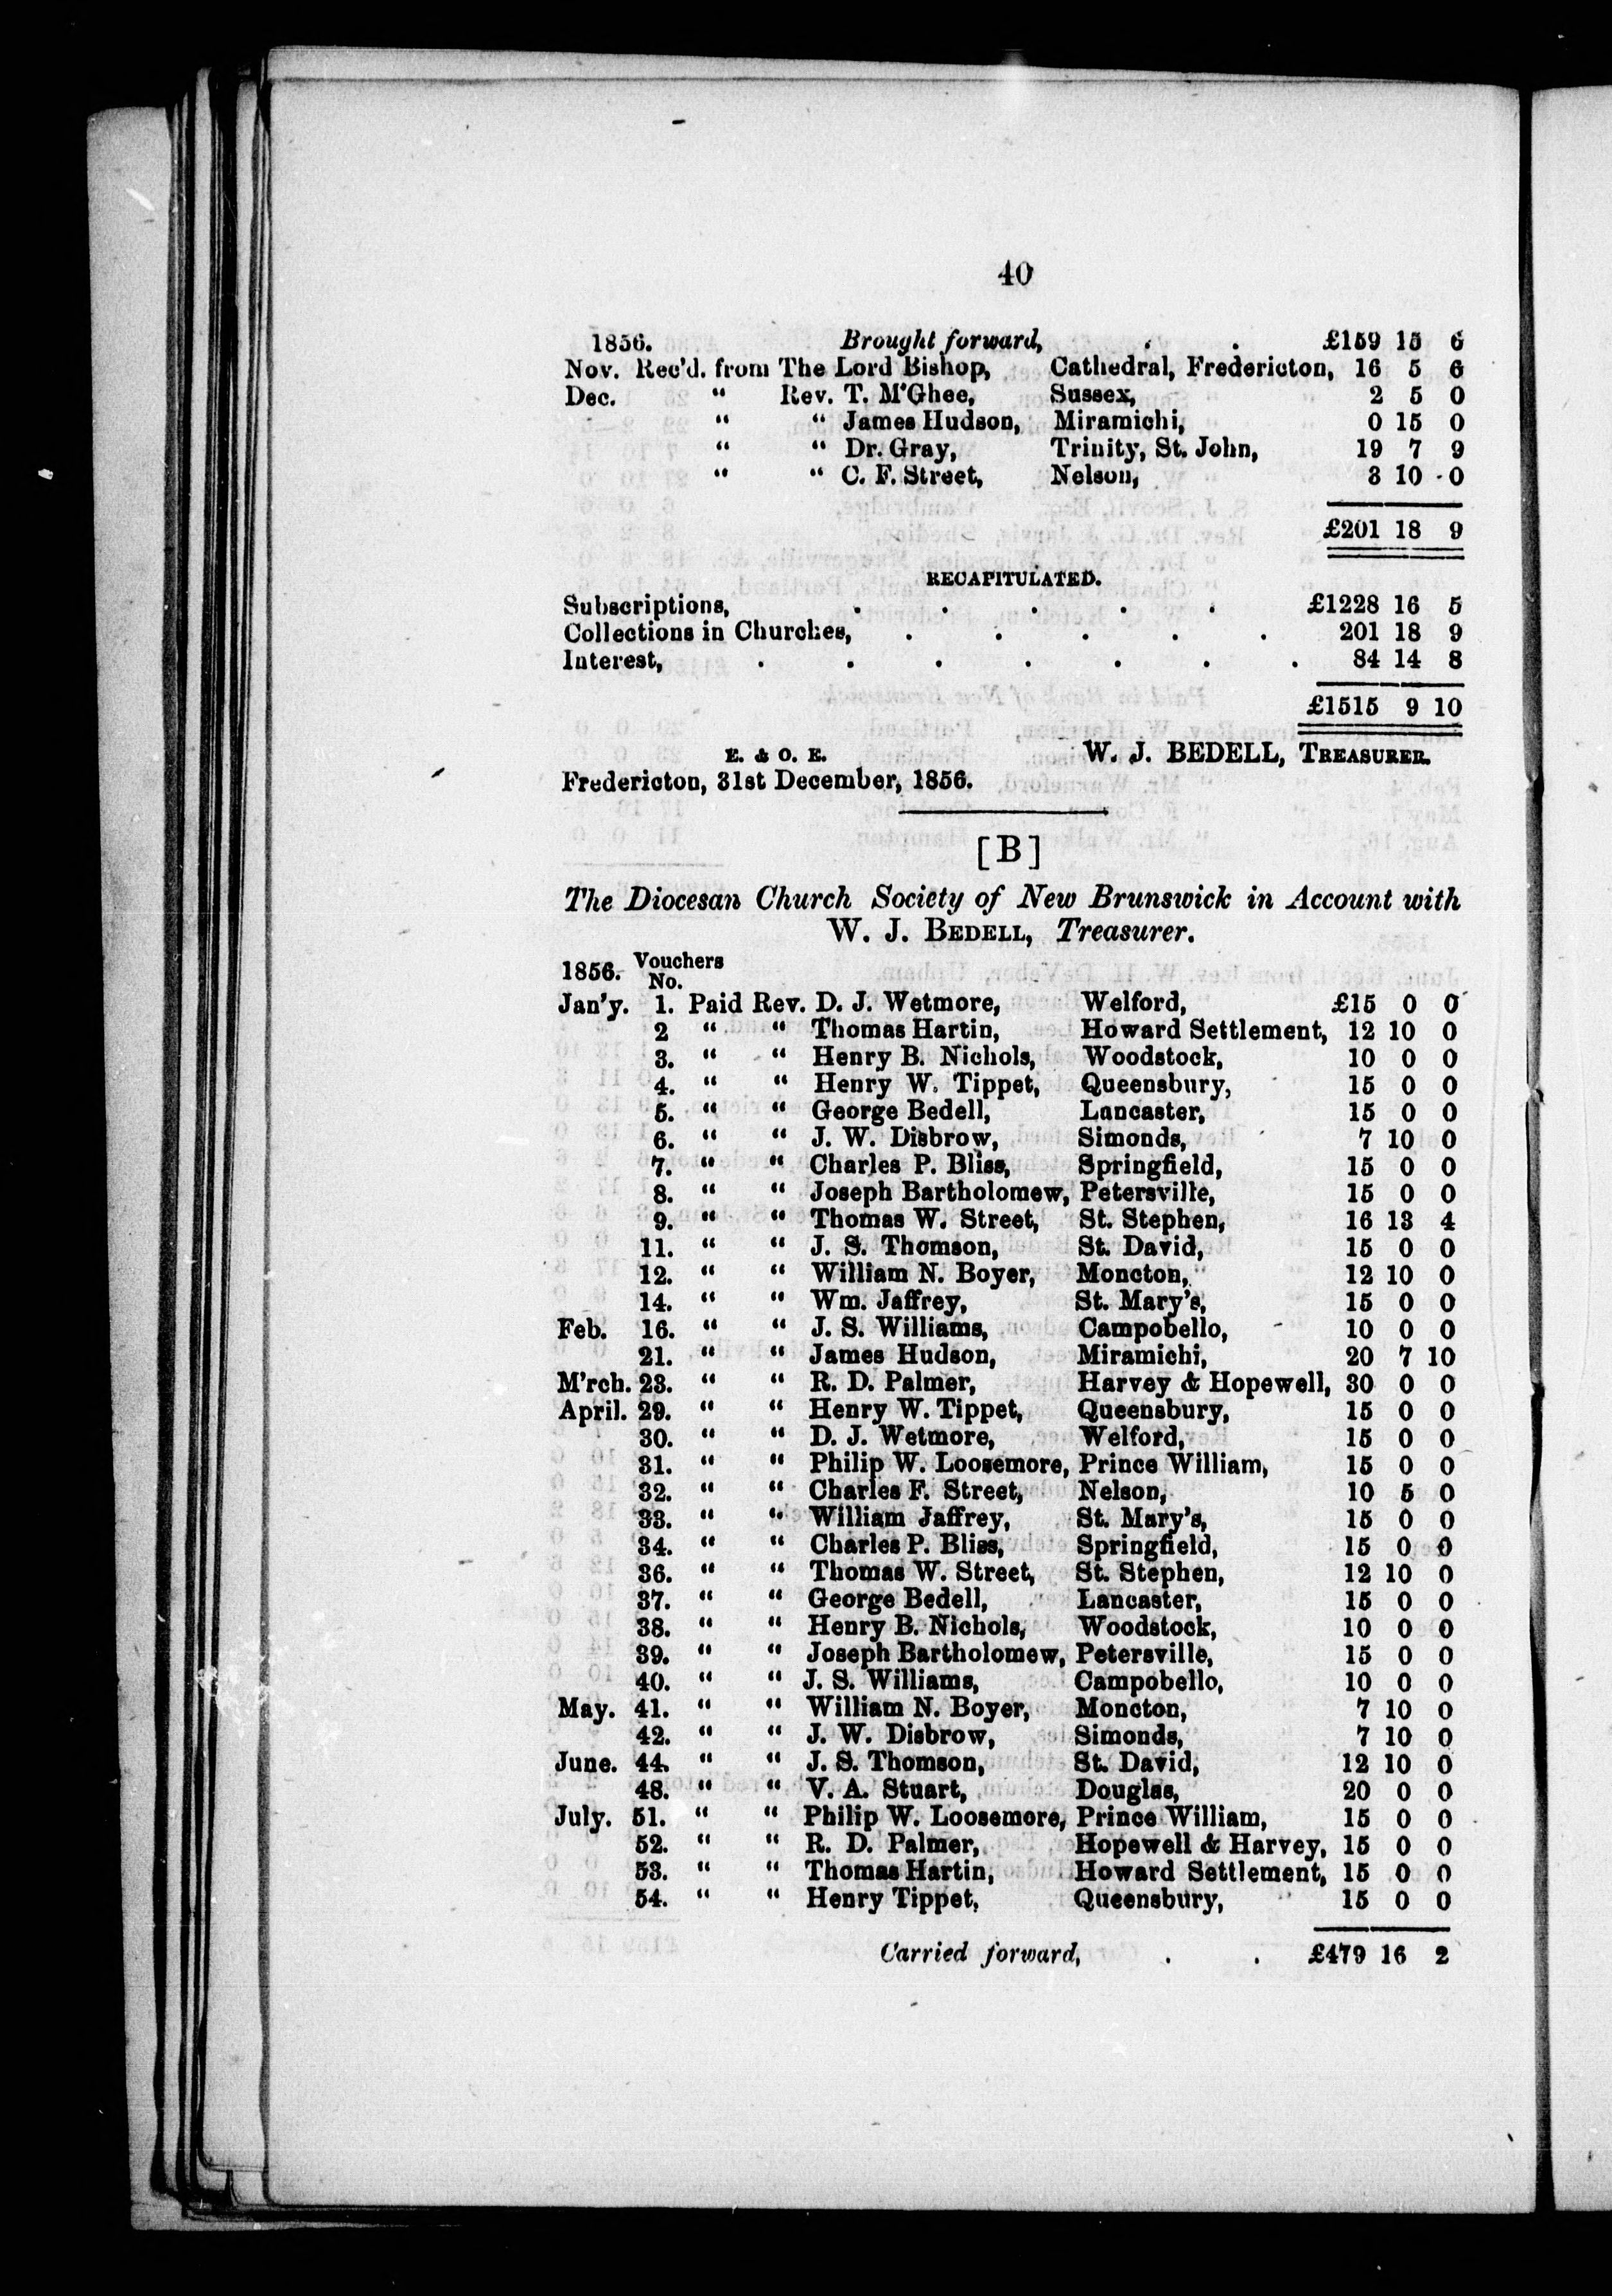 40
1856. Brought forward, . . £159 15 6
Nov. Rec'd. from The Lord Bishop, Cathedral, Fredericton, 16 5 6
Dec. " Rev. T. M'Ghee, Sussex, 2 5 0
" " James Hudson, Miramichi, 0 15 0
" " Dr. Gray, Trinity, St. John, 19 7 9
" " C. F. Street, Nelson, 3 10 0
£201 18 9
RECAPITULATED.
Subscriptions, . . . . . £1228 16 5
Collections in Churches, . . . . . 201 18 9
Interest, . . . . . . . 84 14 8
£1515 9 10
E. & O. E. W. J. BEDELL, TREASURER.
Fredericton, 31st December, 1856.
[B]
The Diocesan Church Society of New Brunswick in Account with
W. J. BEDELL, Treasurer.
1856. Vouchers
No.
Jan'y. 1. Paid Rev. D. J. Wetmore, Welford, £15 0 0
2 " " Thomas Hartin, Howard Settlement, 12 10 0
3. " " Henry B. Nichols, Woodstock, 10 0 0
4. " " Henry W. Tippet, Queensbury, 15 0 0
5. " " George Bedell, Lancaster, 15 0 0
6. " " J. W. Disbrow, Simonds, 7 10 0
7. " " Charles P. Bliss, Springfield, 15 0 0
8. " " Joseph Bartholomew, Petersville, 15 0 0
9. " " Thomas W. Street, St. Stephen, 16 13 4
11. " " J. S. Thomson, St. David, 15 0 0
12. " " William N. Boyer, Moncton, 12 10 0
14. " " Wm. Jaffrey, St. Mary's, 15 0 0
Feb. 16. " " J. S. Williams, Campobello, 10 0 0
21. " " James Hudson, Miramichi, 20 7 10
M'rch. 23. " " R. D. Palmer, Harvey & Hopewell, 30 0 0
April. 29. " " Henry W. Tippet, Queensbury, 15 0 0
30. " " D. J. Wetmore, Welford, 15 0 0
31. " " Philip W. Loosemore, Prince William, 15 0 0
32. " " Charles F. Street, Nelson, 10 5 0
33. " " William Jaffrey, St. Mary's, 15 0 0
34. " " Charles P. Bliss, Springfield, 15 0 0
36. " " Thomas W. Street, St. Stephen, 12 10 0
37. " " George Bedell, Lancaster, 15 0 0
38. " " Henry B. Nichols, Woodstock, 10 0 0
39. " " Joseph Bartholomew, Petersville, 15 0 0
40. " " J. S. Williams, Campobello, 10 0 0
May. 41. " " William N. Boyer, Moncton, 7 10 0
42. " " J. W. Disbrow, Simonds, 7 10 0
June. 44. " " J. S. Thomson, St. David, 12 10 0
48. " " V. A. Stuart, Douglas, 20 0 0
July. 51. " " Philip W. Loosemore, Prince William, 15 0 0
52. " " R. D. Palmer, Hopewell & Harvey, 15 0 0
53. " " Thomas Hartin, Howard Settlement, 15 0 0
54. " " Henry Tippet, Queensbury, 15 0 0
Carried forward, . . £479 16 2